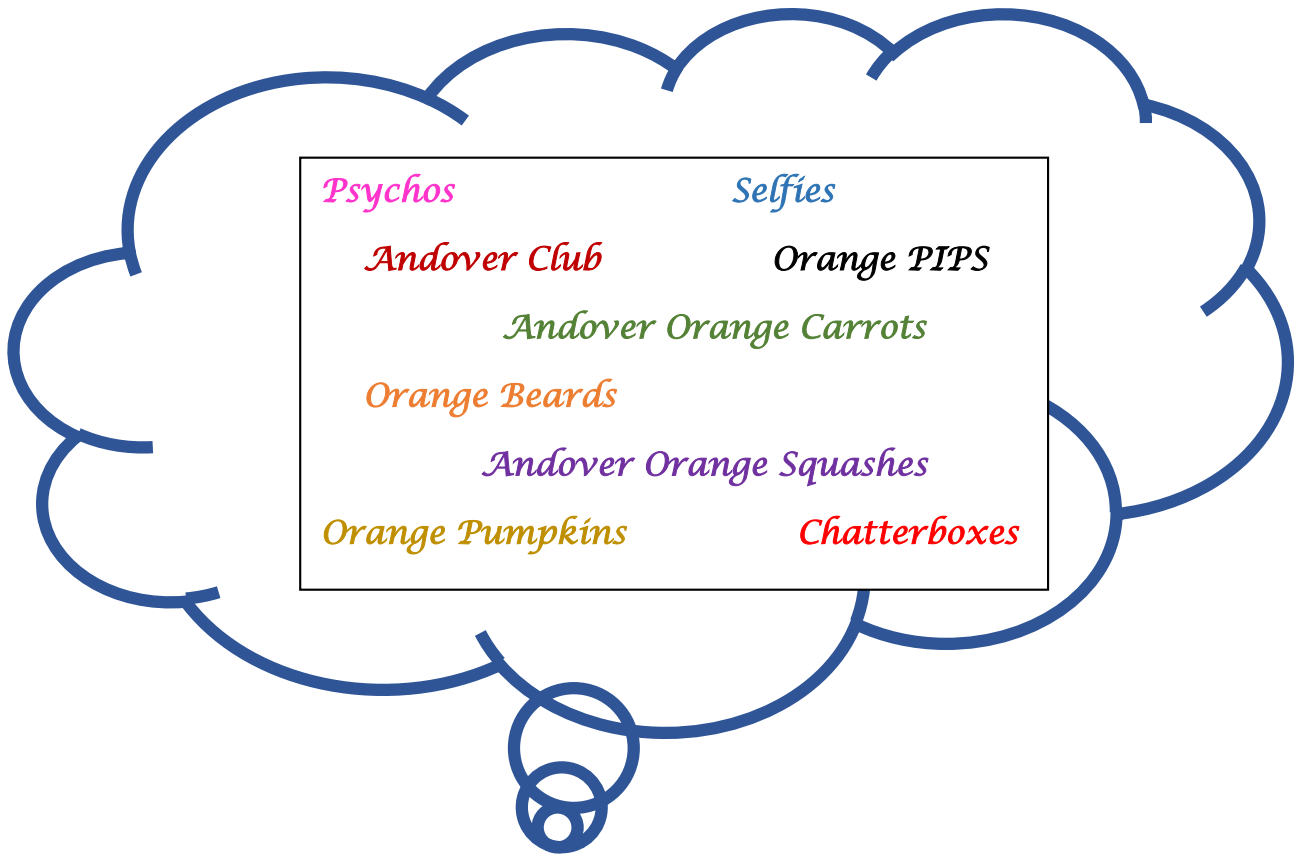 Psychos Selfies
Andover Club Orange PIPS
Andover Orange Carrots
Orange Beards
Andover Orange Squashes
Orange Pumpkins Chatterboxes